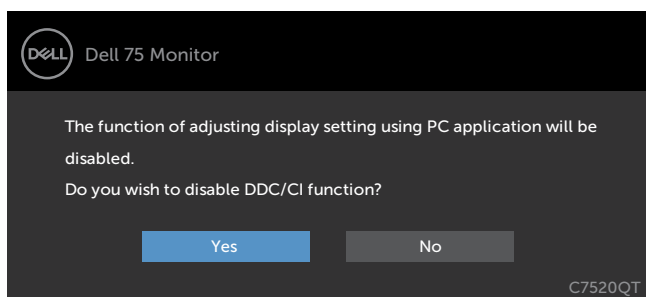 DELL
Dell 75 Monitor
The function of adjusting display setting using PC application will be
disabled.
Do you wish to disable DDC/CI function?
Yes
No
C7520QT